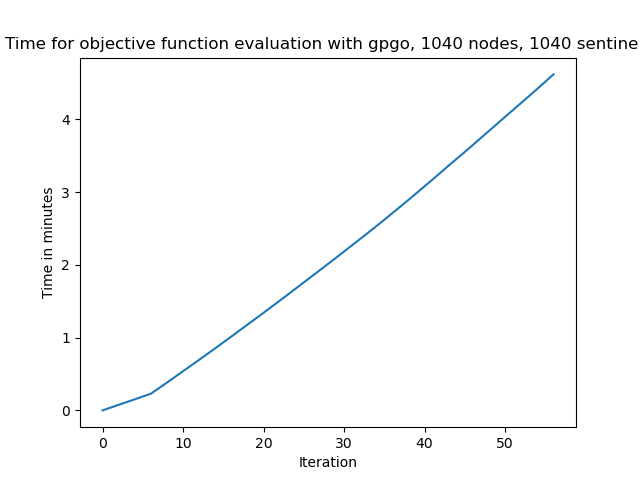 Time for objective function evaluation with gpgo, 1040 nodes, 1040 sentine
4
3
2
1
0
Time in minutes
0 10 20 30 40 50
Iteration